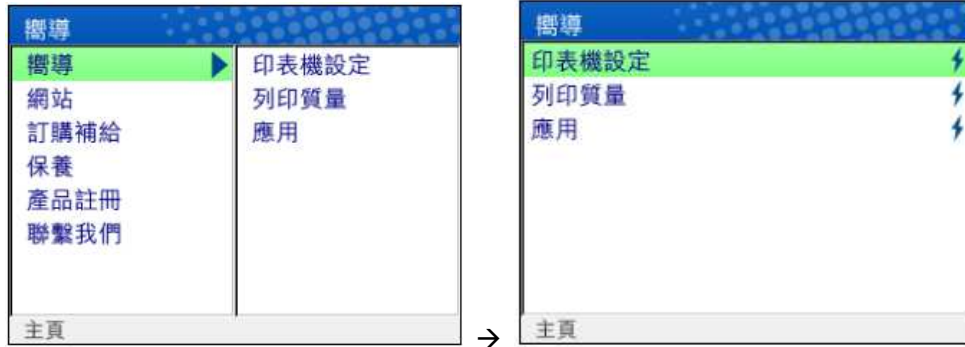 嚮導
嚮導
網站
訂購補給
保養
產品註冊
聯繫我們
印表機設定
列印質量
應用
主頁
→
嚮導
印表機設定
列印質量
應用
主頁